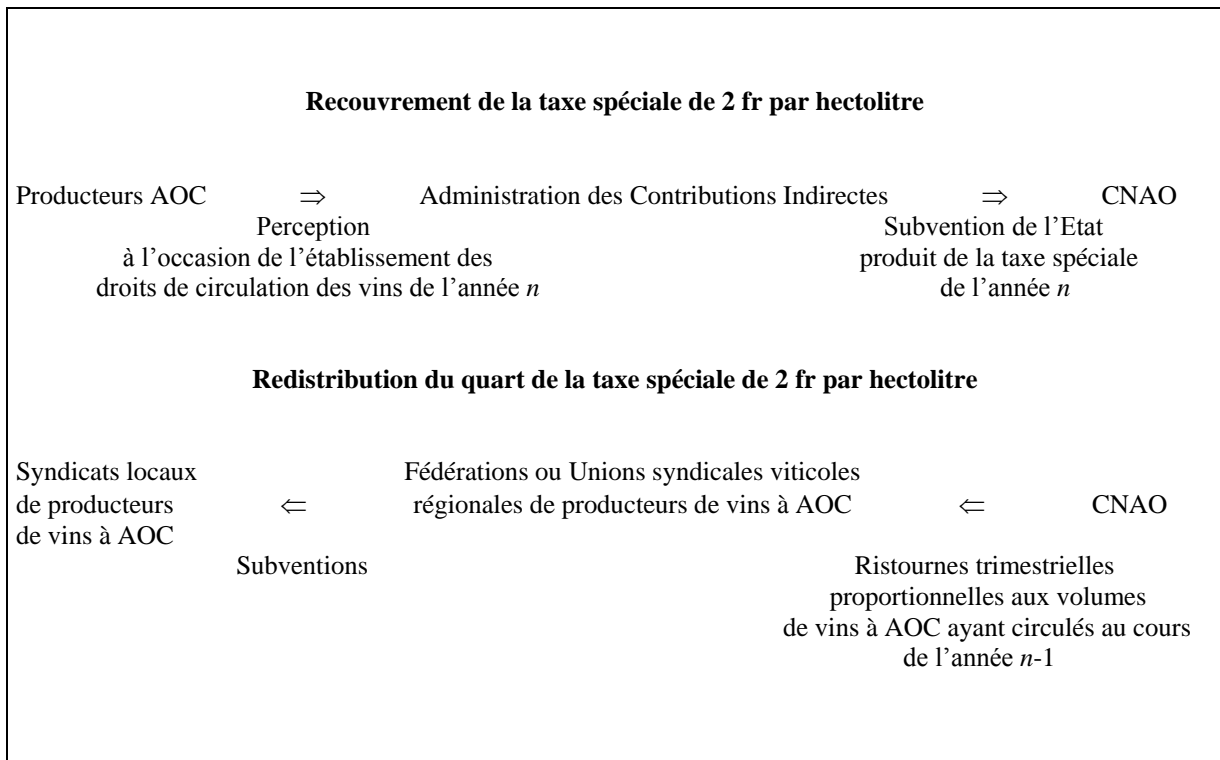 Recouvrement de la taxe spéciale de 2 fr par hectolitre
Producteurs AOC ⇒ Administration des Contributions Indirectes ⇒ CNAO
Perception Subvention de l’Etat
à l’occasion de l’établissement des produit de la taxe spéciale
droits de circulation des vins de l’année n de l’année n
Redistribution du quart de la taxe spéciale de 2 fr par hectolitre
Syndicats locaux Fédérations ou Unions syndicales viticoles
de producteurs ⇐ régionales de producteurs de vins à AOC ⇐ CNAO
de vins à AOC
Subventions Ristournes trimestrielles
proportionnelles aux volumes
de vins à AOC ayant circulés au cours
de l’année n-1